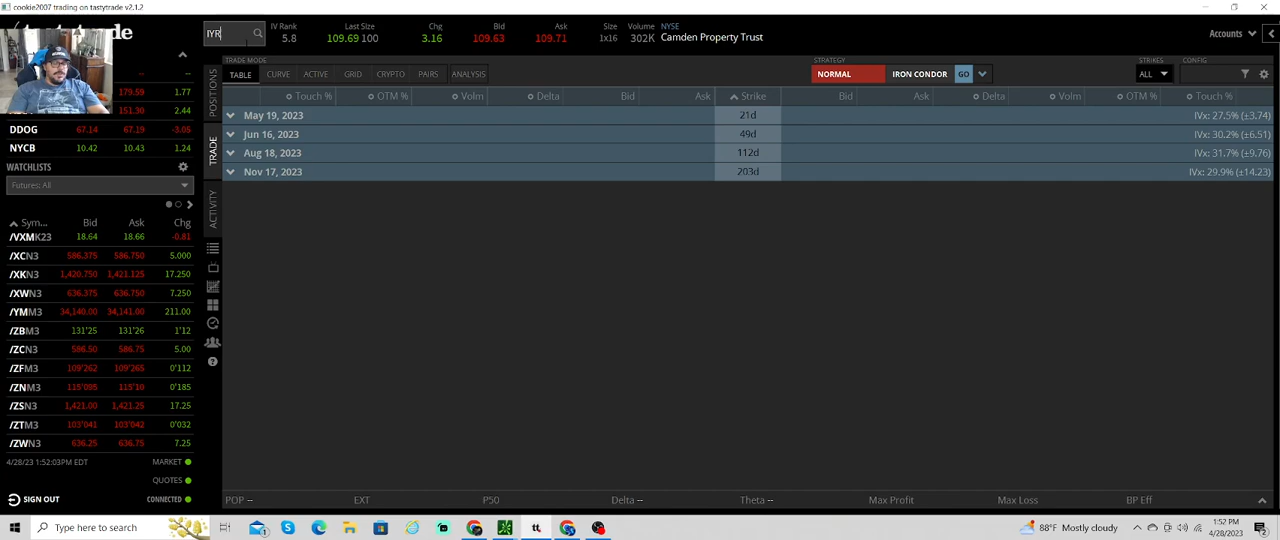 cookie2007 trading on tastytrade v2.1.2
tastytrade
IYR
IV Rank 5.8
Last Size 109.69 100
Chg 3.16
Bid 109.63
Ask 109.71
Size 1x16
Volume 302K
NYSE Camden Property Trust
Accounts
TRADE MODE
TABLE CURVE ACTIVE GRID CRYPTO PAIRS ANALYSIS
STRATEGY NORMAL IRON CONDOR GO
STRIKES ALL
CONFIG
-- --
179.59 1.77
151.30 2.44
DDOG 67.14 67.19 -3.05
NYCB 10.42 10.43 1.24
WATCHLISTS
Futures: All
Sym... Bid Ask Chg
/VXMK23 18.64 18.66 -0.81
/XCN3 586.375 586.750 5.000
/XKN3 1,420.750 1,421.125 17.250
/XWN3 636.375 636.750 7.250
/YMM3 34,140.00 34,141.00 211.00
/ZBM3 131'25 131'26 1'12
/ZCN3 586.50 586.75 5.00
/ZFM3 109'262 109'265 0'112
/ZNM3 115'095 115'10 0'185
/ZSN3 1,421.00 1,421.25 17.25
/ZTM3 103'041 103'042 0'032
/ZWN3 636.25 636.75 7.25
4/28/23 1:52:03PM EDT MARKET
QUOTES
SIGN OUT CONNECTED
POSITIONS
TRADE
ACTIVITY
Touch % OTM % Volm Delta Bid Ask Strike Bid Ask Delta Volm OTM % Touch %
May 19, 2023 21d IVx: 27.5% (±3.74)
Jun 16, 2023 49d IVx: 30.2% (±6.51)
Aug 18, 2023 112d IVx: 31.7% (±9.76)
Nov 17, 2023 203d IVx: 29.9% (±14.23)
POP -- EXT P50 Delta -- Theta -- Max Profit Max Loss BP Eff
Type here to search
88°F Mostly cloudy
1:52 PM
4/28/2023